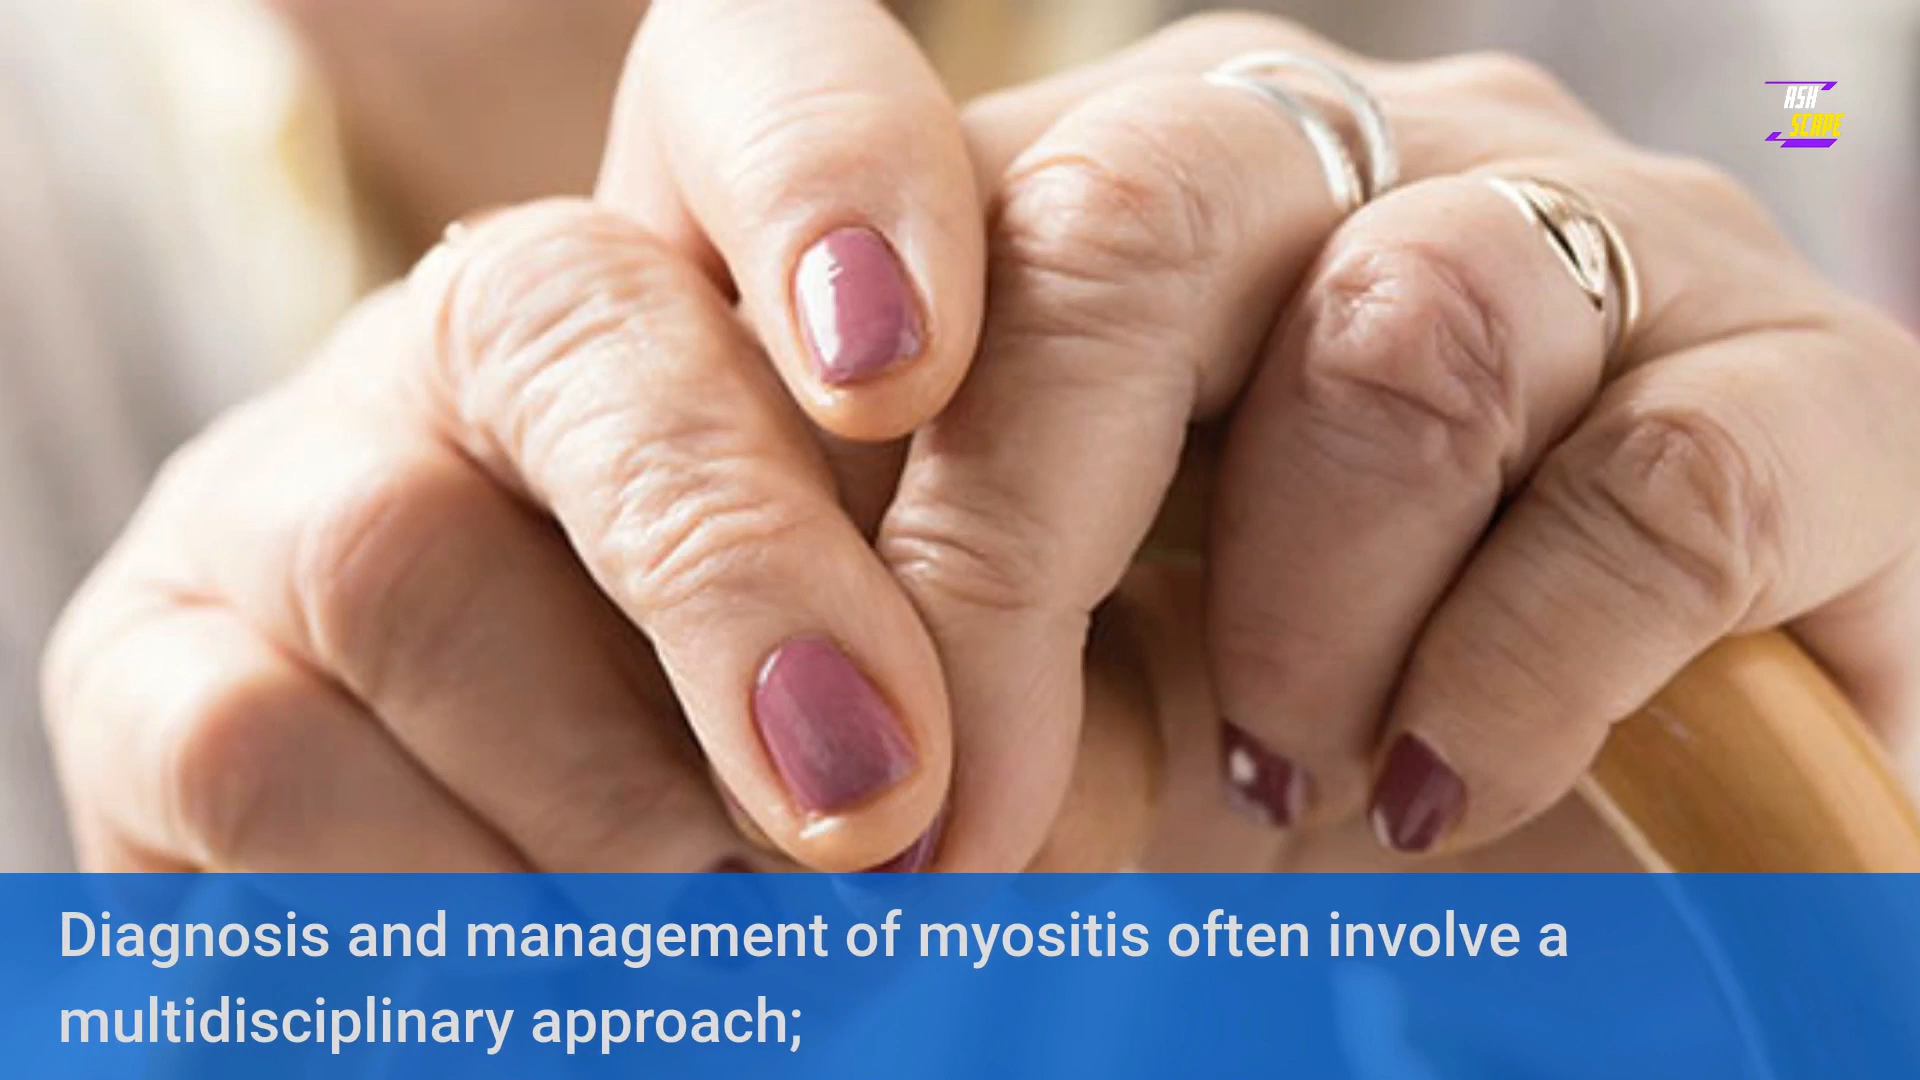 ASH
SCAPE
Diagnosis and management of myositis often involve a
multidisciplinary approach;